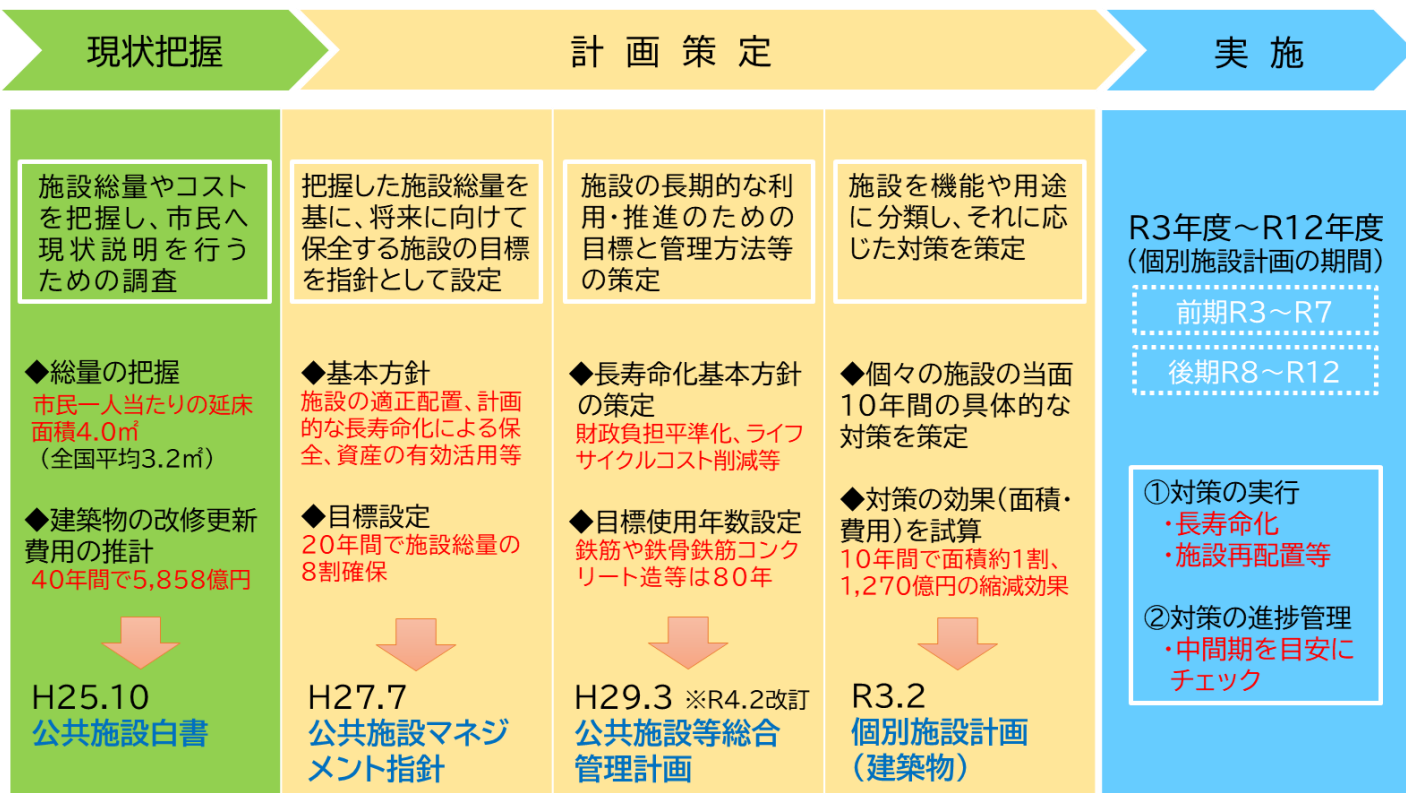 現状把握
計画策定
実施
施設総量やコスト
を把握し、市民へ
現状説明を行う
ための調査
◆総量の把握
市民一人当たりの延床
面積4.0㎡
（全国平均3.2㎡）
◆建築物の改修更新
費用の推計
40年間で5,858億円
H25.10
公共施設白書
把握した施設総量を
基に、将来に向けて
保全する施設の目標
を指針として設定
◆基本方針
施設の適正配置、計画
的な長寿命化による保
全、資産の有効活用等
◆目標設定
20年間で施設総量の
8割確保
H27.7
公共施設マネジ
メント指針
施設の長期的な利
用・推進のための
目標と管理方法等
の策定
◆長寿命化基本方針
の策定
財政負担平準化、ライフ
サイクルコスト削減等
◆目標使用年数設定
鉄筋や鉄骨鉄筋コンク
リート造等は80年
H29.3 ※R4.2改訂
公共施設等総合
管理計画
施設を機能や用途
に分類し、それに応
じた対策を策定
◆個々の施設の当面
10年間の具体的な
対策を策定
◆対策の効果（面積・
費用）を試算
10年間で面積約1割、
1,270億円の縮減効果
R3.2
個別施設計画
（建築物）
R3年度～R12年度
（個別施設計画の期間）
前期R3～R7
後期R8～R12
①対策の実行
・長寿命化
・施設再配置等
②対策の進捗管理
・中間期を目安に
チェック